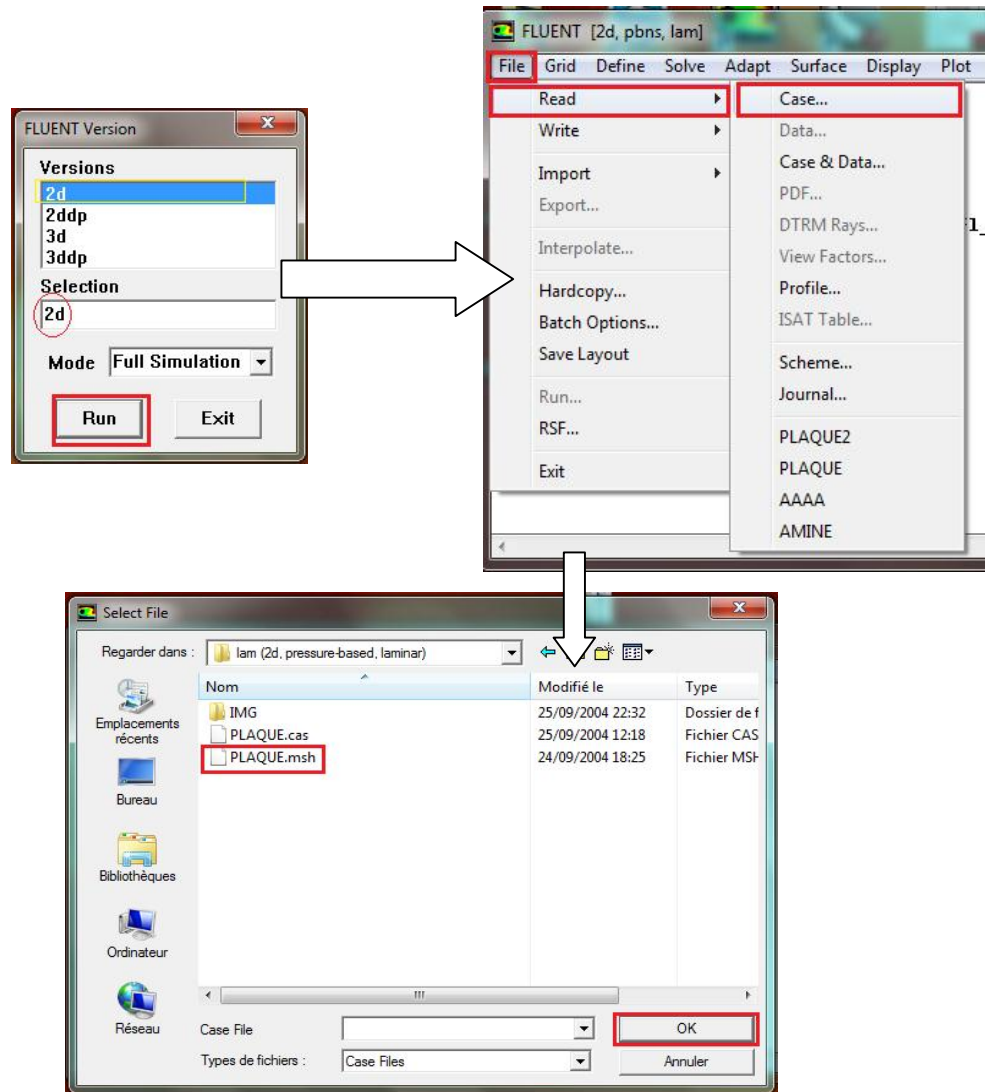 FLUENT Version
Versions
2d
2ddp
3d
3ddp
Selection
2d
Mode Full Simulation
Run Exit
FLUENT [2d, pbns, lam]
File Grid Define Solve Adapt Surface Display Plot
Read
Write
Import
Export...
Interpolate...
Hardcopy...
Batch Options...
Save Layout
Run...
RSF...
Exit
Case...
Data...
Case & Data...
PDF...
DTRM Rays...
View Factors...
Profile...
ISAT Table...
Scheme...
Journal...
PLAQUE2
PLAQUE
AAAA
AMINE
Select File
Regarder dans : lam (2d, pressure-based, laminar)
Emplacements récents
Bureau
Bibliothèques
Ordinateur
Réseau
Nom Modifié le Type
IMG 25/09/2004 22:32 Dossier de f
PLAQUE.cas 25/09/2004 12:18 Fichier CAS
PLAQUE.msh 24/09/2004 18:25 Fichier MSH
Case File OK
Types de fichiers : Case Files Annuler